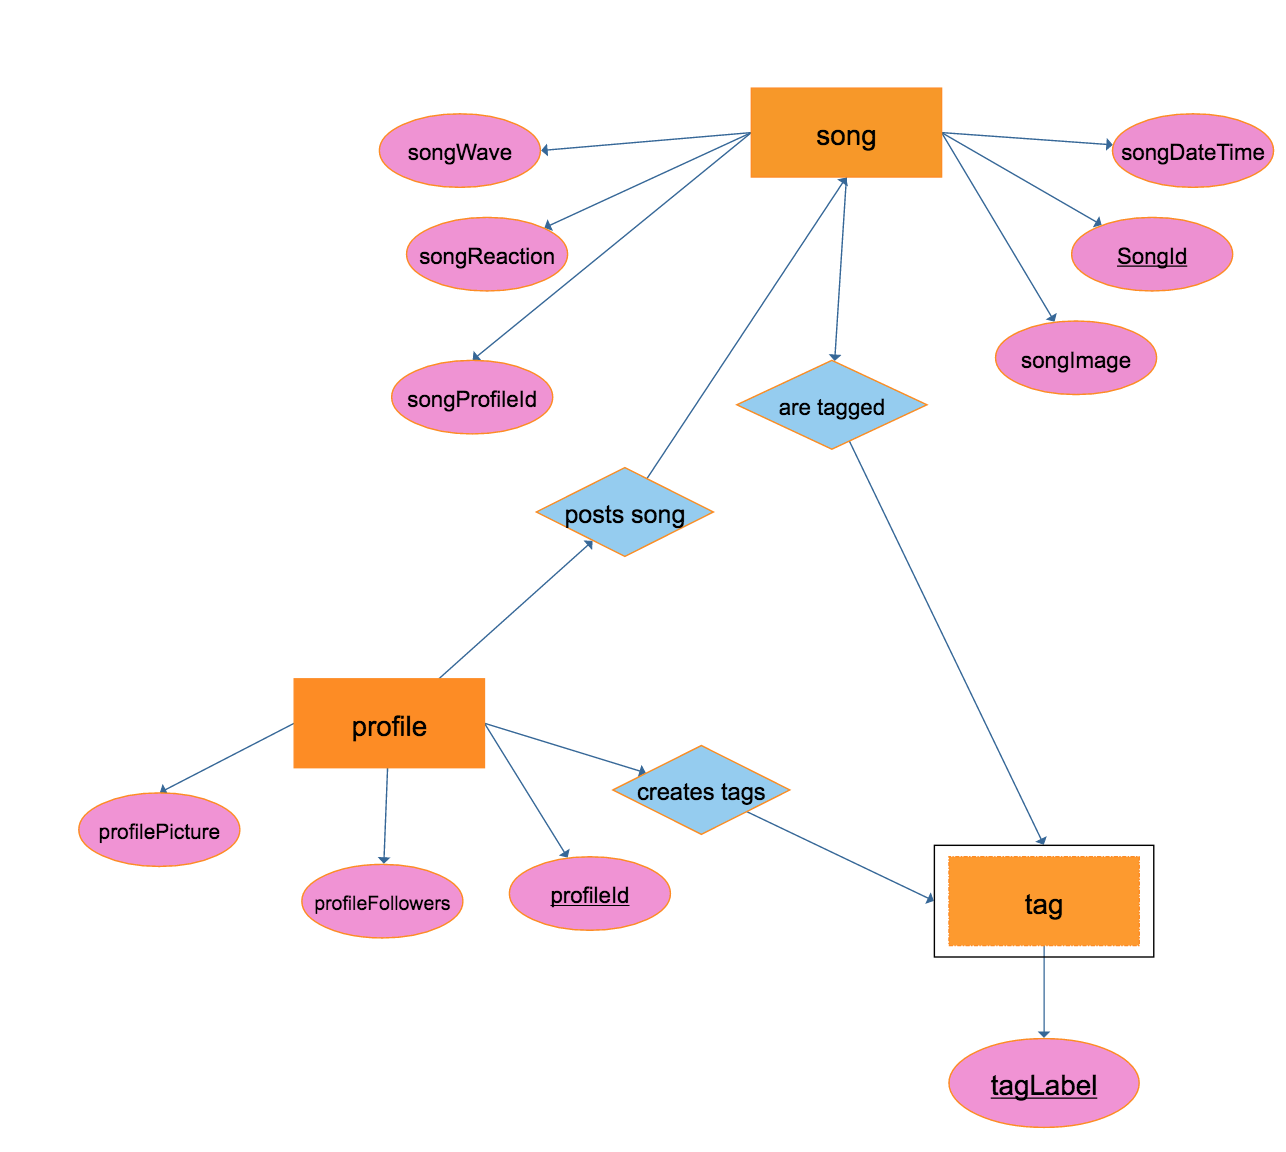 song
songWave
songDateTime
songReaction
SongId
songImage
songProfileId
are tagged
posts song
profile
creates tags
profilePicture
profileFollowers
profileId
tag
tagLabel